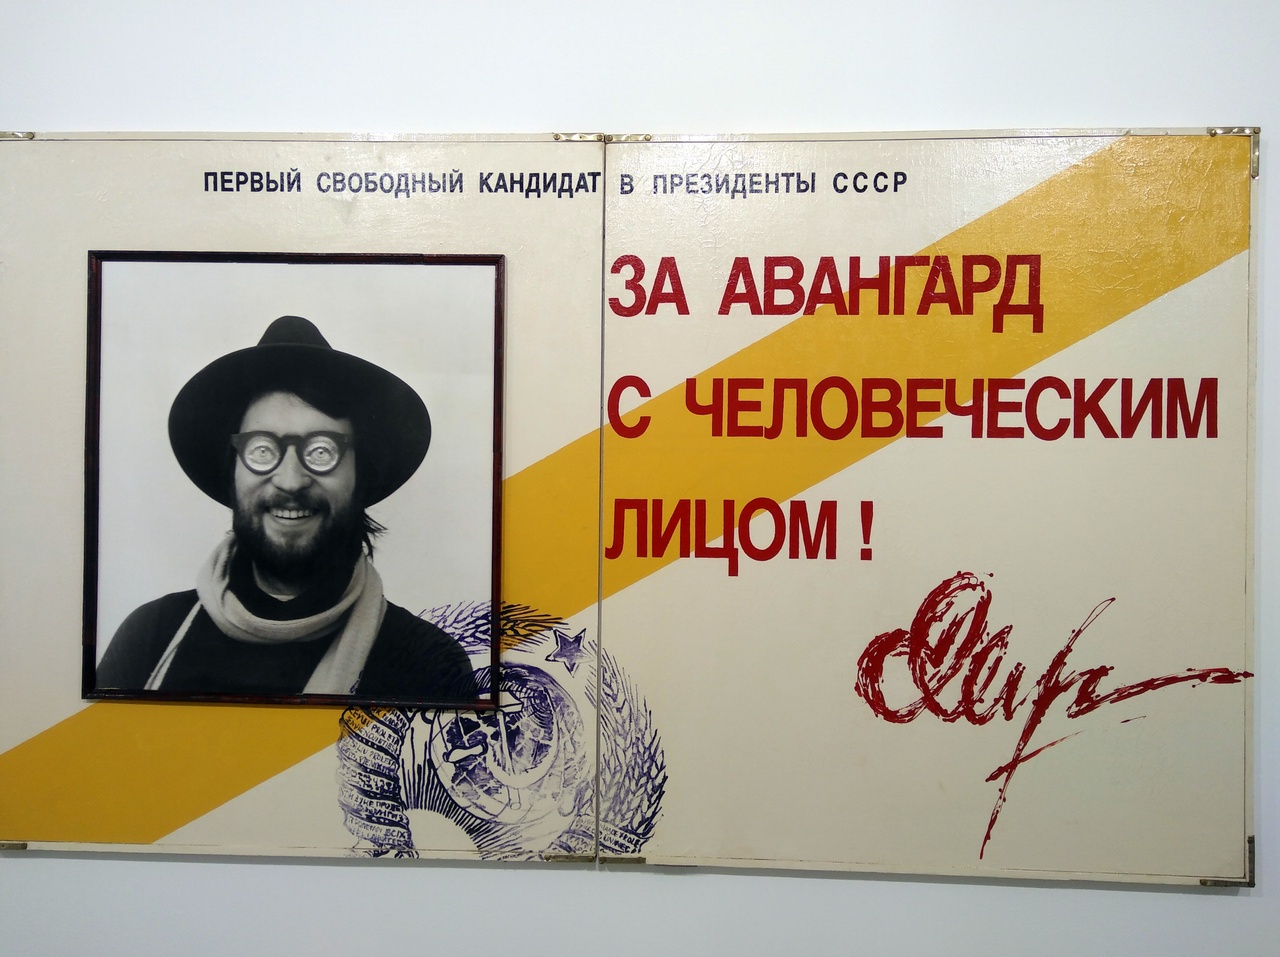 ПЕРВЫЙ СВОБОДНЫЙ КАНДИДАТ В ПРЕЗИДЕНТЫ СССР
ЗА АВАНГАРД
С ЧЕЛОВЕЧЕСКИМ
ЛИЦОМ!